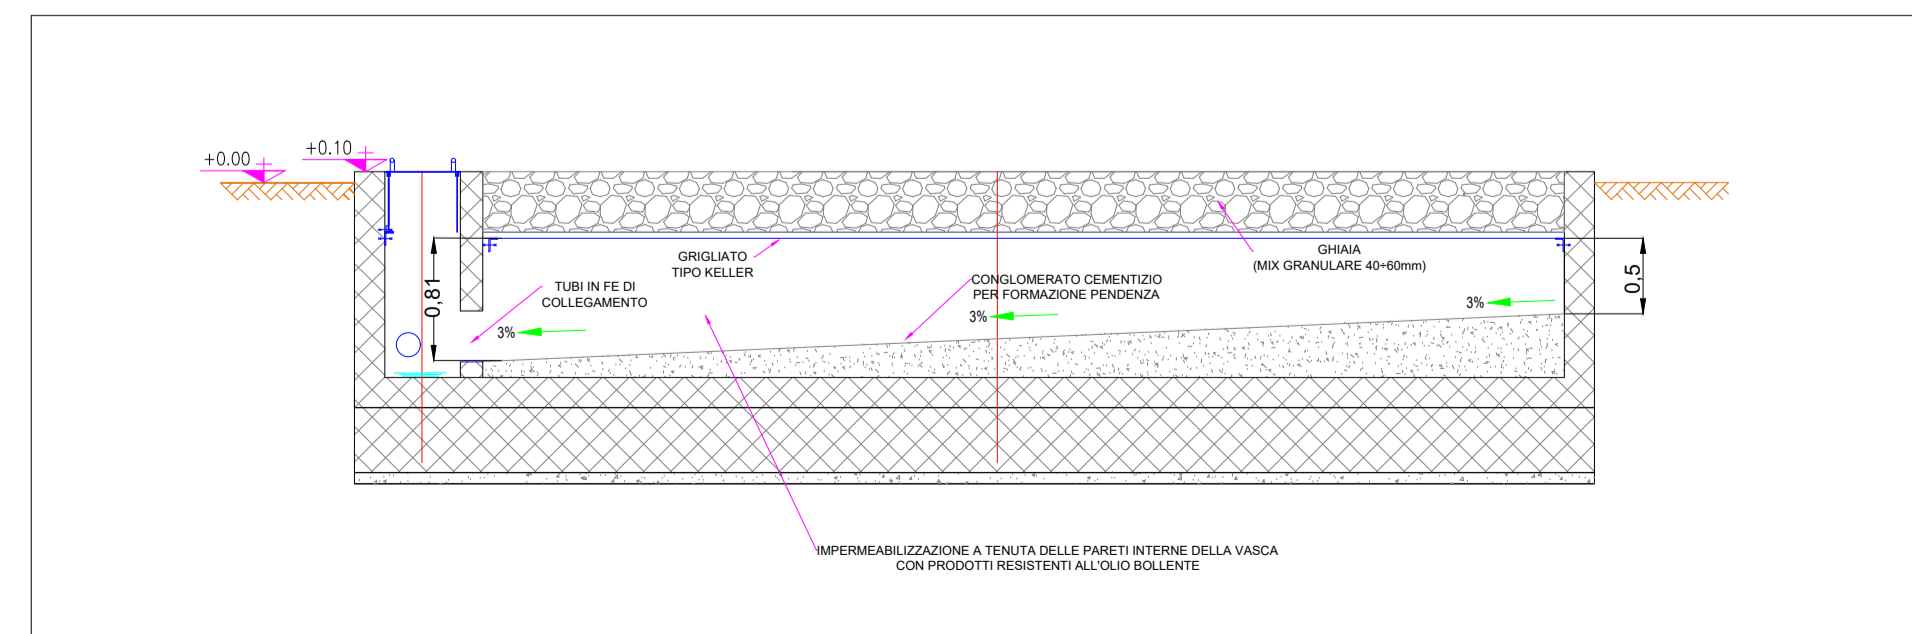 +0.00
+0.10
GRIGLIATO
TIPO KELLER
GHIAIA
(MIX GRANULARE 40÷60mm)
TUBI IN FE DI
COLLEGAMENTO
CONGLOMERATO CEMENTIZIO
PER FORMAZIONE PENDENZA
0,81
0,5
3%
3%
3%
IMPERMEABILIZZAZIONE A TENUTA DELLE PARETI INTERNE DELLA VASCA
CON PRODOTTI RESISTENTI ALL'OLIO BOLLENTE